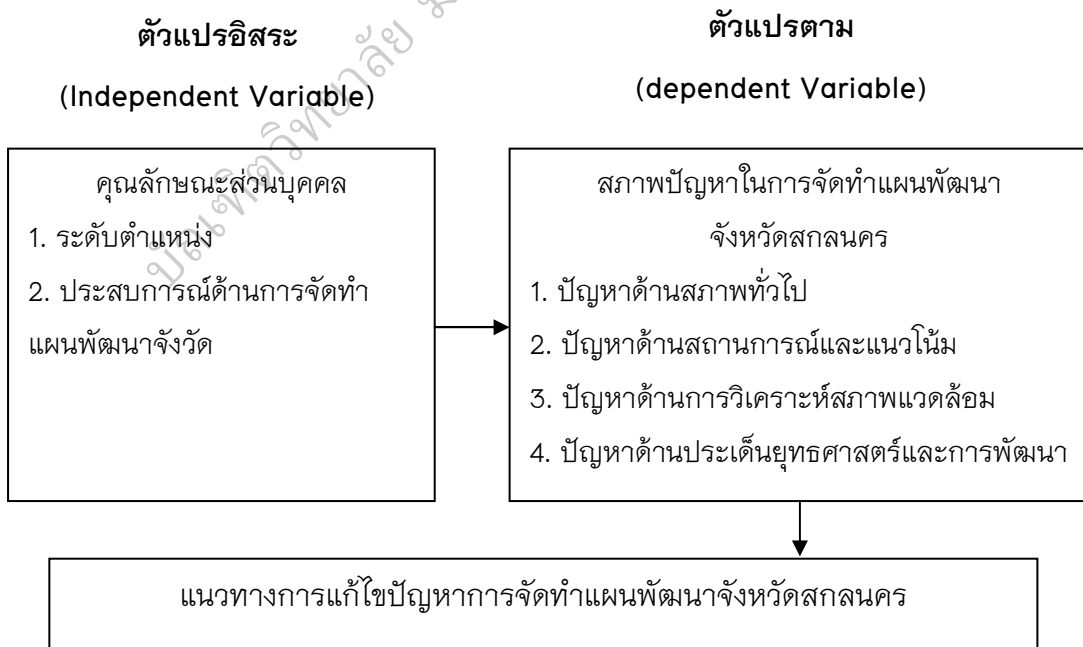 ตัวแปรอิสระ
(Independent Variable)
ตัวแปรตาม
(dependent Variable)
คุณลักษณะส่วนบุคคล
1. ระดับตำแหน่ง
2. ประสบการณ์ด้านการจัดทำ
แผนพัฒนาจังวัด
สภาพปัญหาในการจัดทำแผนพัฒนา
จังหวัดสกลนคร
1. ปัญหาด้านสภาพทั่วไป
2. ปัญหาด้านสถานการณ์และแนวโน้ม
3. ปัญหาด้านการวิเคราะห์สภาพแวดล้อม
4. ปัญหาด้านประเด็นยุทธศาสตร์และการพัฒนา
แนวทางการแก้ไขปัญหาการจัดทำแผนพัฒนาจังหวัดสกลนคร
บัณฑิตวิทยาลัย